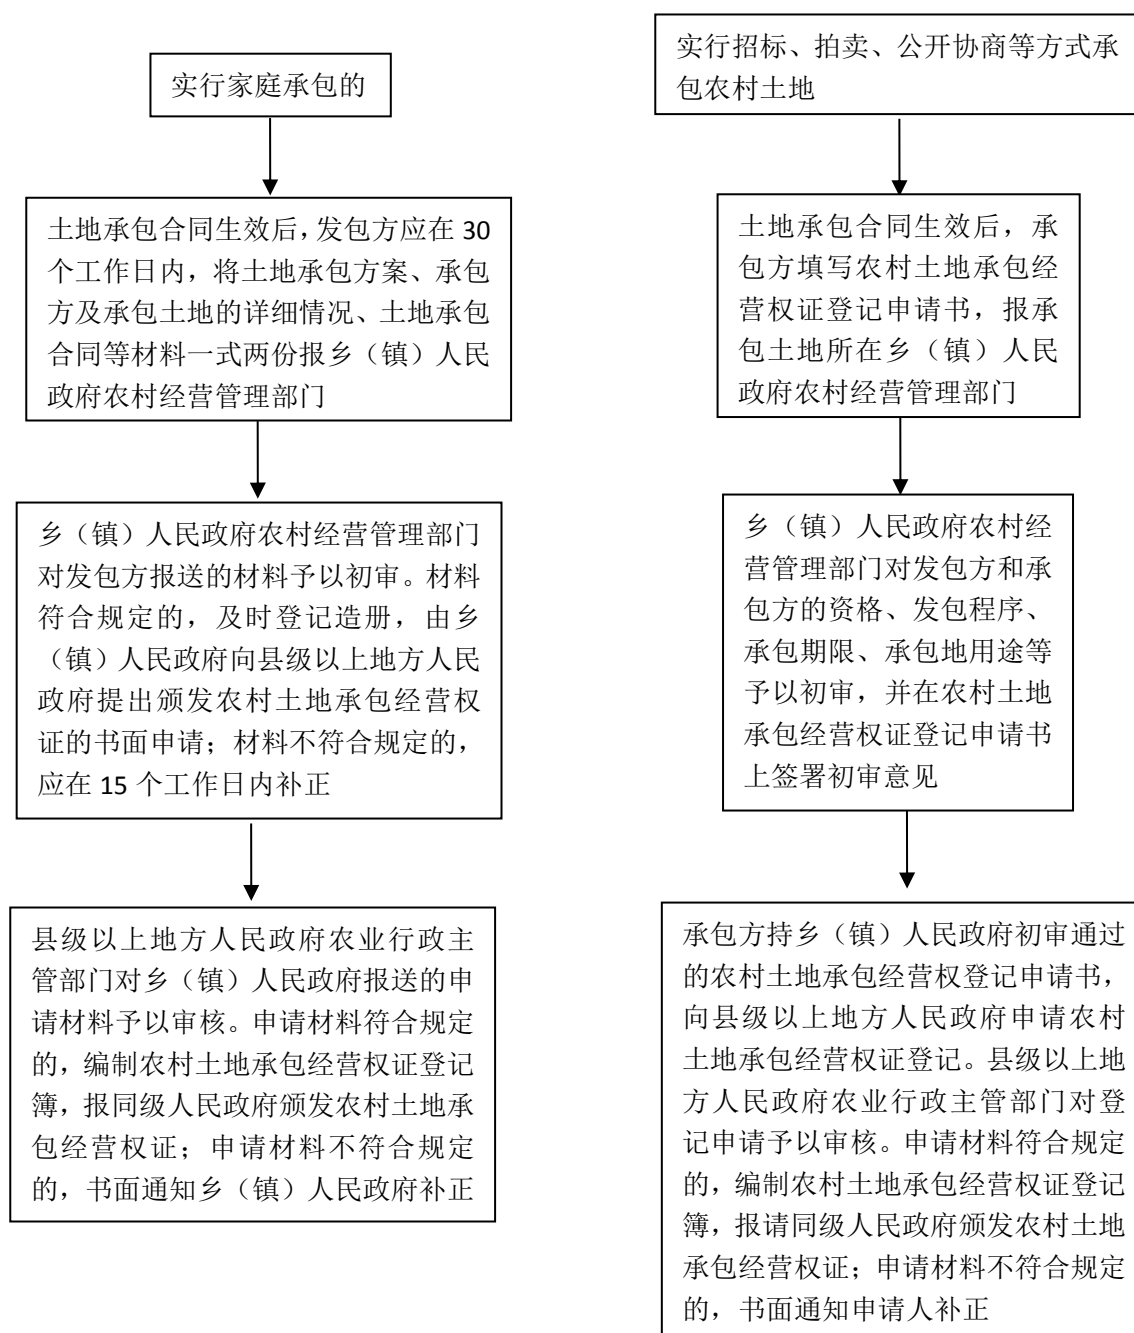 实行家庭承包的
土地承包合同生效后，发包方应在 30
个工作日内，将土地承包方案、承包
方及承包土地的详细情况、土地承包
合同等材料一式两份报乡（镇）人民
政府农村经营管理部门
乡（镇）人民政府农村经营管理部门
对发包方报送的材料予以初审。材料
符合规定的，及时登记造册，由乡
（镇）人民政府向县级以上地方人民
政府提出颁发农村土地承包经营权
证的书面申请；材料不符合规定的，
应在 15 个工作日内补正
县级以上地方人民政府农业行政主
管部门对乡（镇）人民政府报送的申
请材料予以审核。申请材料符合规定
的，编制农村土地承包经营权证登记
簿，报同级人民政府颁发农村土地承
包经营权证；申请材料不符合规定
的，书面通知乡（镇）人民政府补正
实行招标、拍卖、公开协商等方式承
包农村土地
土地承包合同生效后，承
包方填写农村土地承包经
营权证登记申请书，报承
包土地所在乡（镇）人民
政府农村经营管理部门
乡（镇）人民政府农村经
营管理部门对发包方和承
包方的资格、发包程序、
承包期限、承包地用途等
予以初审，并在农村土地
承包经营权证登记申请书
上签署初审意见
承包方持乡（镇）人民政府初审通过
的农村土地承包经营权登记申请书，
向县级以上地方人民政府申请农村
土地承包经营权证登记。县级以上地
方人民政府农业行政主管部门对登
记申请予以审核。申请材料符合规定
的，编制农村土地承包经营权证登记
簿，报请同级人民政府颁发农村土地
承包经营权证；申请材料不符合规定
的，书面通知申请人补正